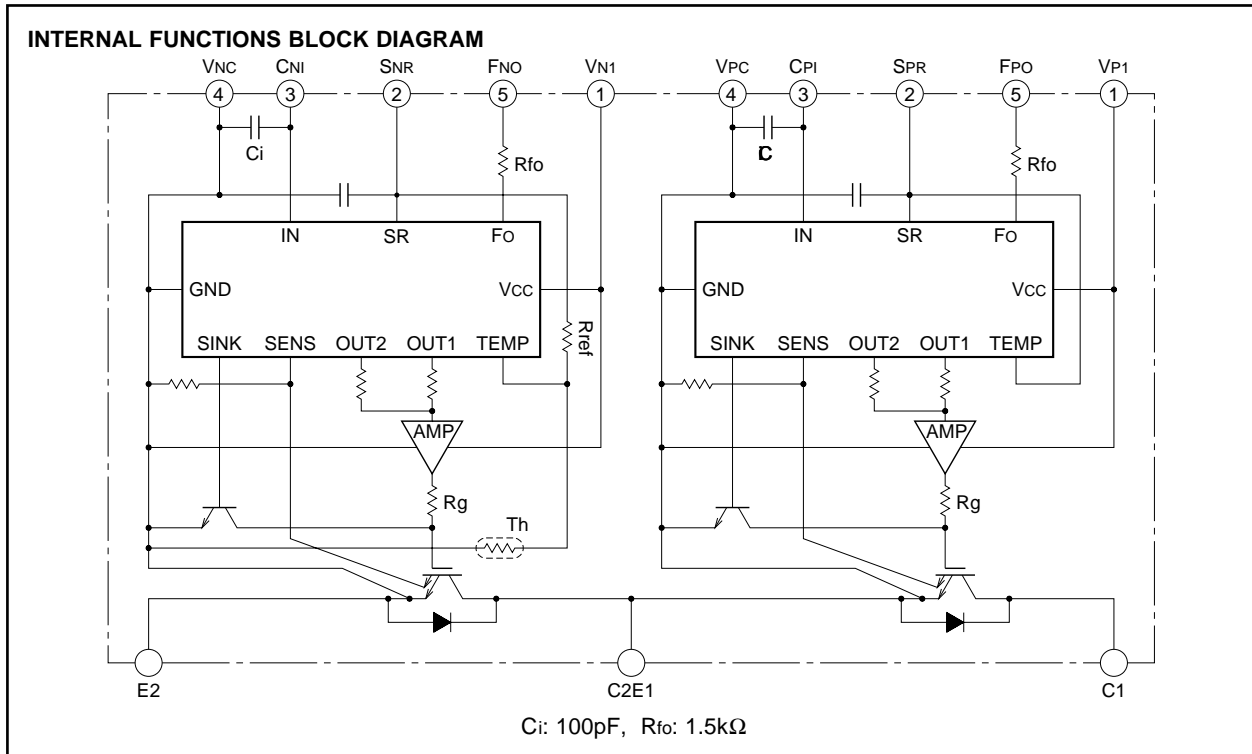 INTERNAL FUNCTIONS BLOCK DIAGRAM
VNC CNI SNR FNO VN1 VPC CPI SPR FPO VP1
4 3 2 5 1 4 3 2 5 1
Ci Rfo Rfo
IN SR FO IN SR FO
GND VCC GND VCC
Rref
SINK SENS OUT2 OUT1 TEMP SINK SENS OUT2 OUT1 TEMP
AMP AMP
Rg Rg
Th
E2 C2E1 C1
Ci: 100pF, Rfo: 1.5kΩ